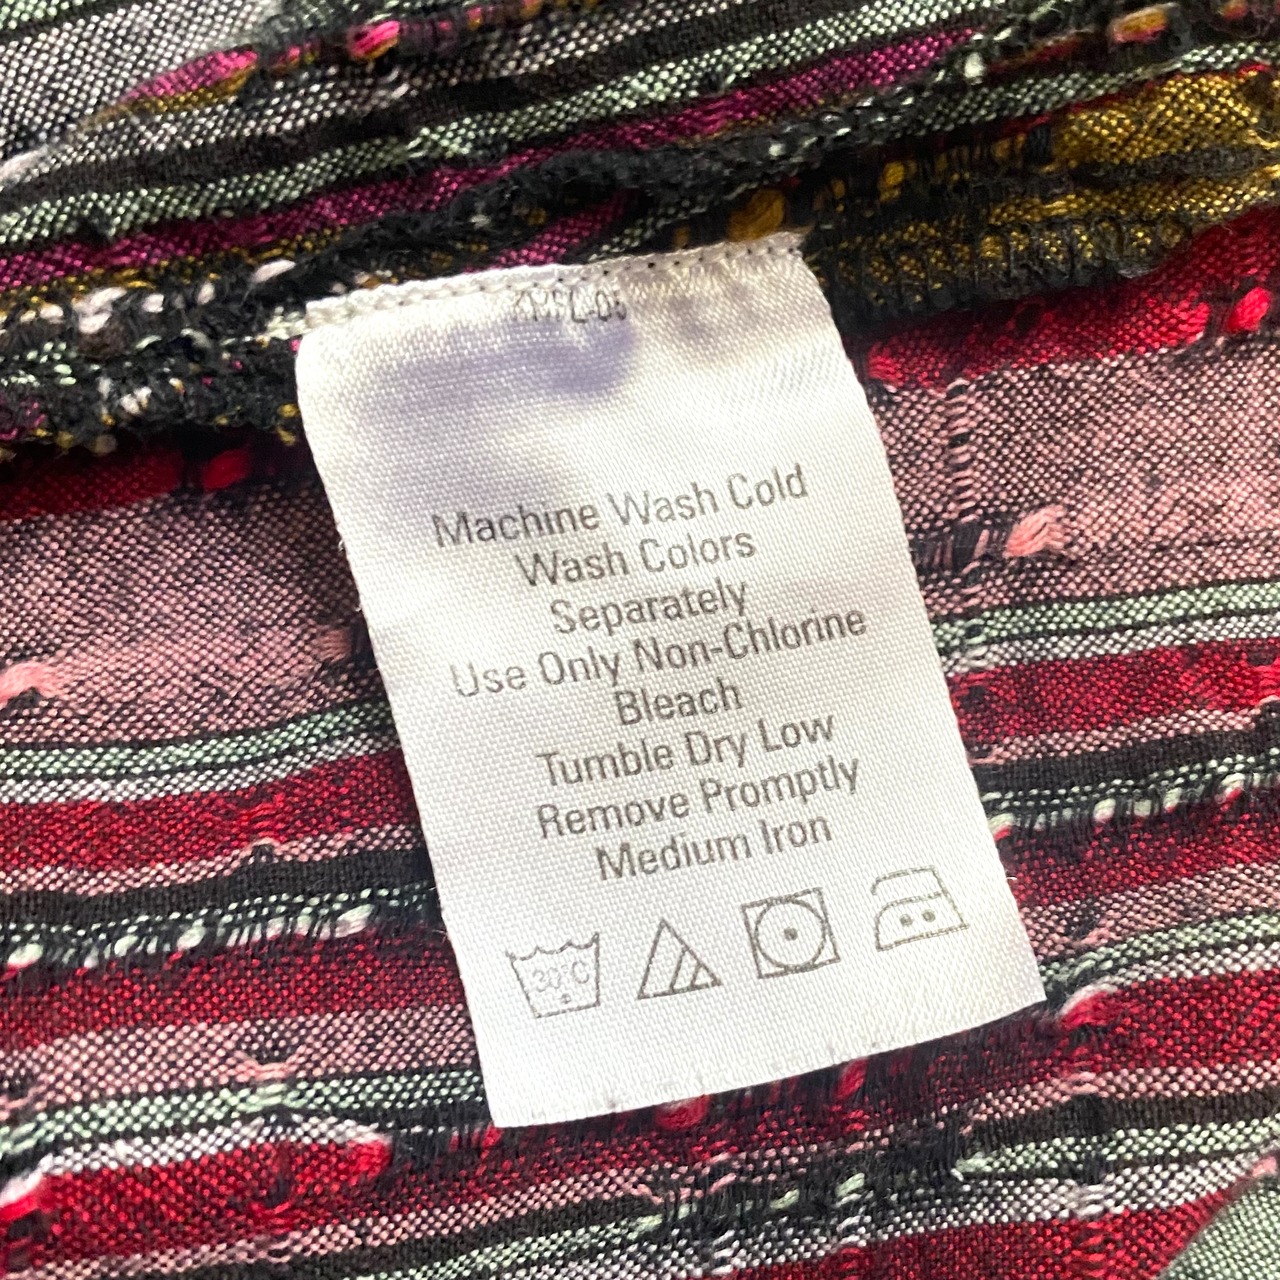 Machine Wash Cold
Wash Colors
Separately
Use Only Non-Chlorine
Bleach
Tumble Dry Low
Remove Promptly
Medium Iron
30°C